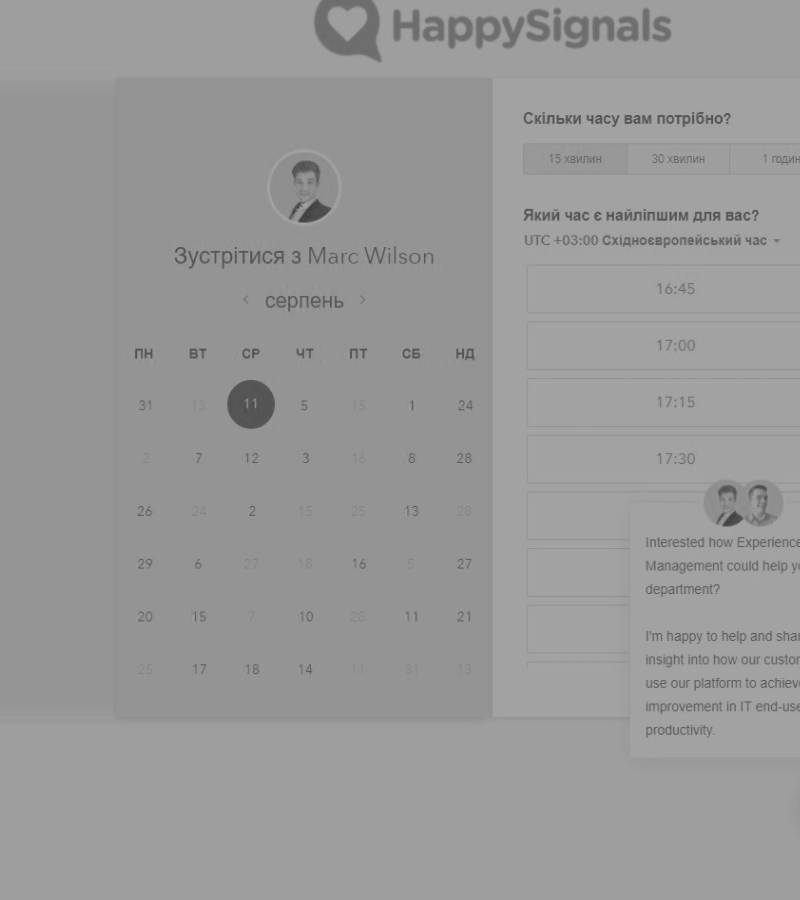 HappySignals
Зустрітися з Marc Wilson
серпень
ПН ВТ СР ЧТ ПТ СБ НД
31 13 11 5 15 1 24
2 7 12 3 16 8 28
26 24 2 15 25 13 28
29 6 27 18 16 5 27
20 15 7 10 26 11 21
25 17 18 14 11 31 13
Скільки часу вам потрібно?
15 хвилин 30 хвилин 1 годин
Який час є найліпшим для вас?
UTC +03:00 Східноєвропейський час
16:45
17:00
17:15
17:30
Interested how Experience
Management could help yo
department?
I'm happy to help and shar
insight into how our custor
use our platform to achieve
improvement in IT end-use
productivity.